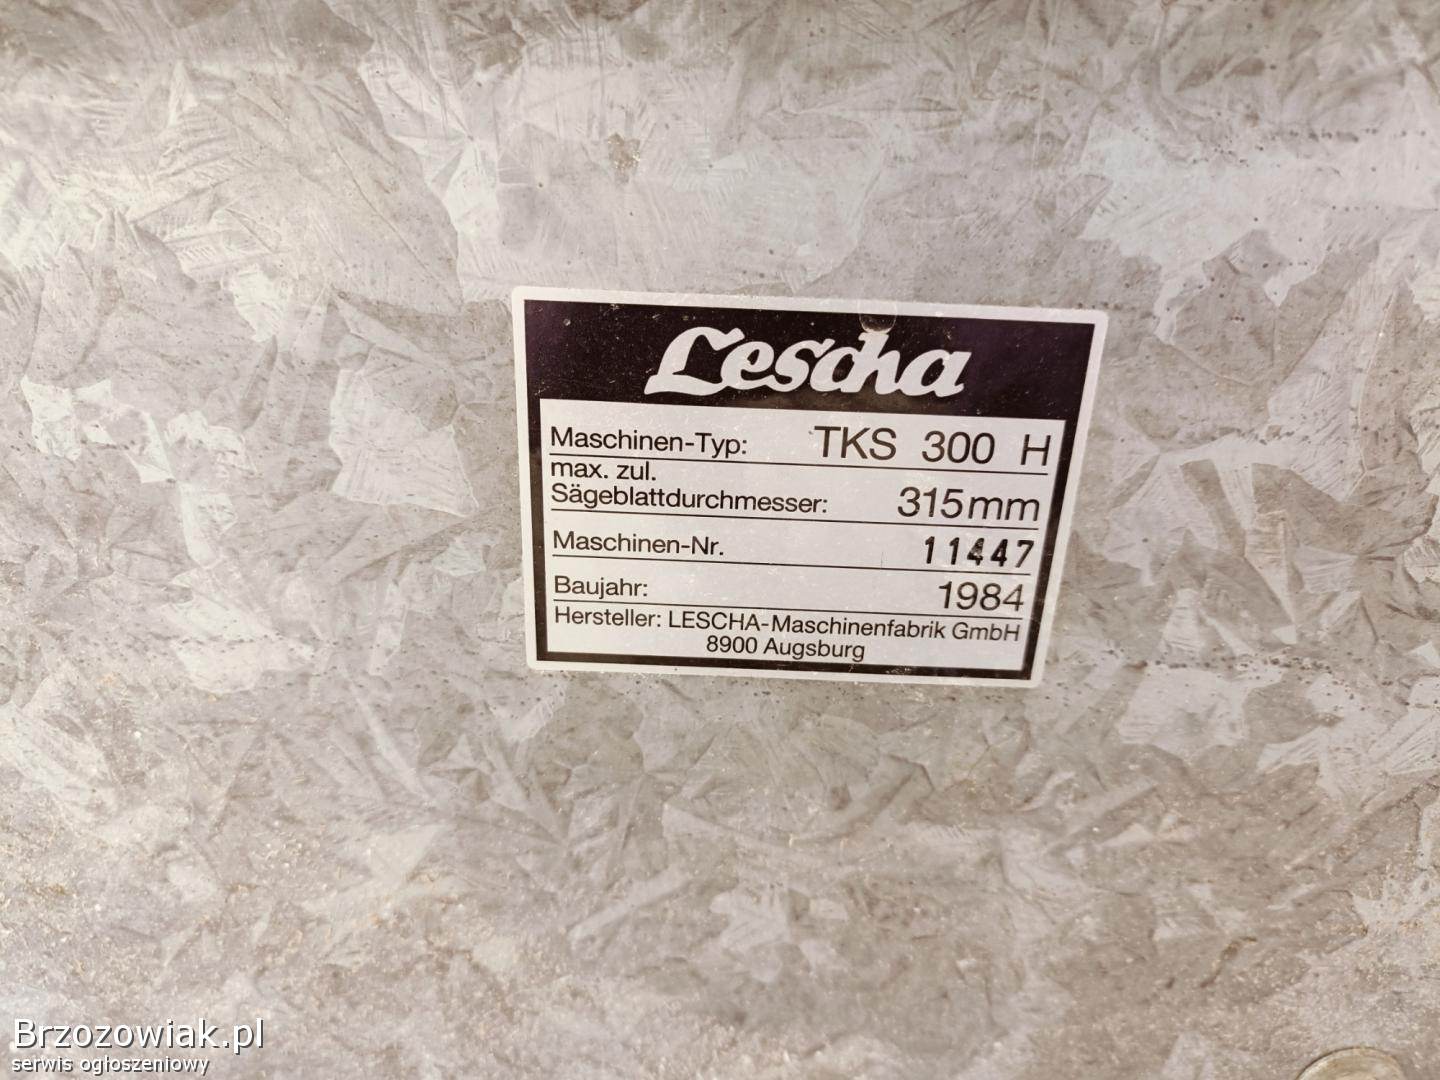 Lescha
Maschinen-Typ: TKS 300 H
max. zul.
Sägeblattdurchmesser: 315mm
Maschinen-Nr. 11447
Baujahr: 1984
Hersteller: LESCHA-Maschinenfabrik GmbH
8900 Augsburg
Brzozowiak.pl
serwis ogłoszeniowy